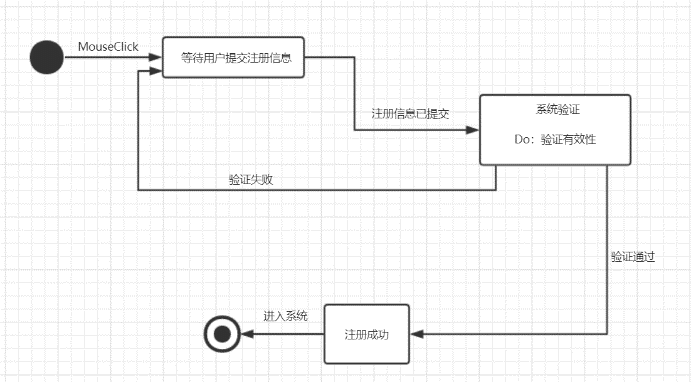 MouseClick
等待用户提交注册信息
注册信息已提交
系统验证
Do：验证有效性
验证失败
验证通过
进入系统
注册成功